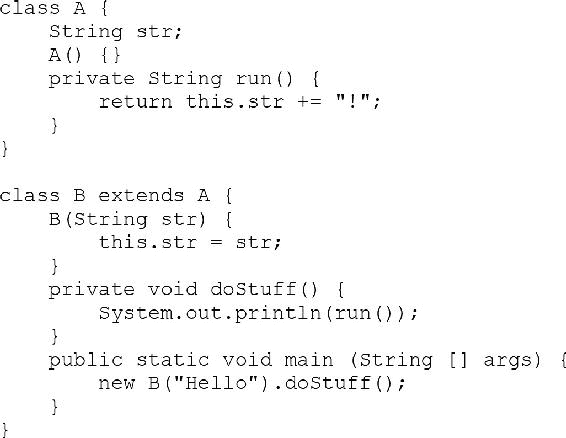 class A {
    String str;
    A() {}
    private String run() {
        return this.str += "!";
    }
}

class B extends A {
    B(String str) {
        this.str = str;
    }
    private void doStuff() {
        System.out.println(run());
    }
    public static void main (String [] args) {
        new B("Hello").doStuff();
    }
}